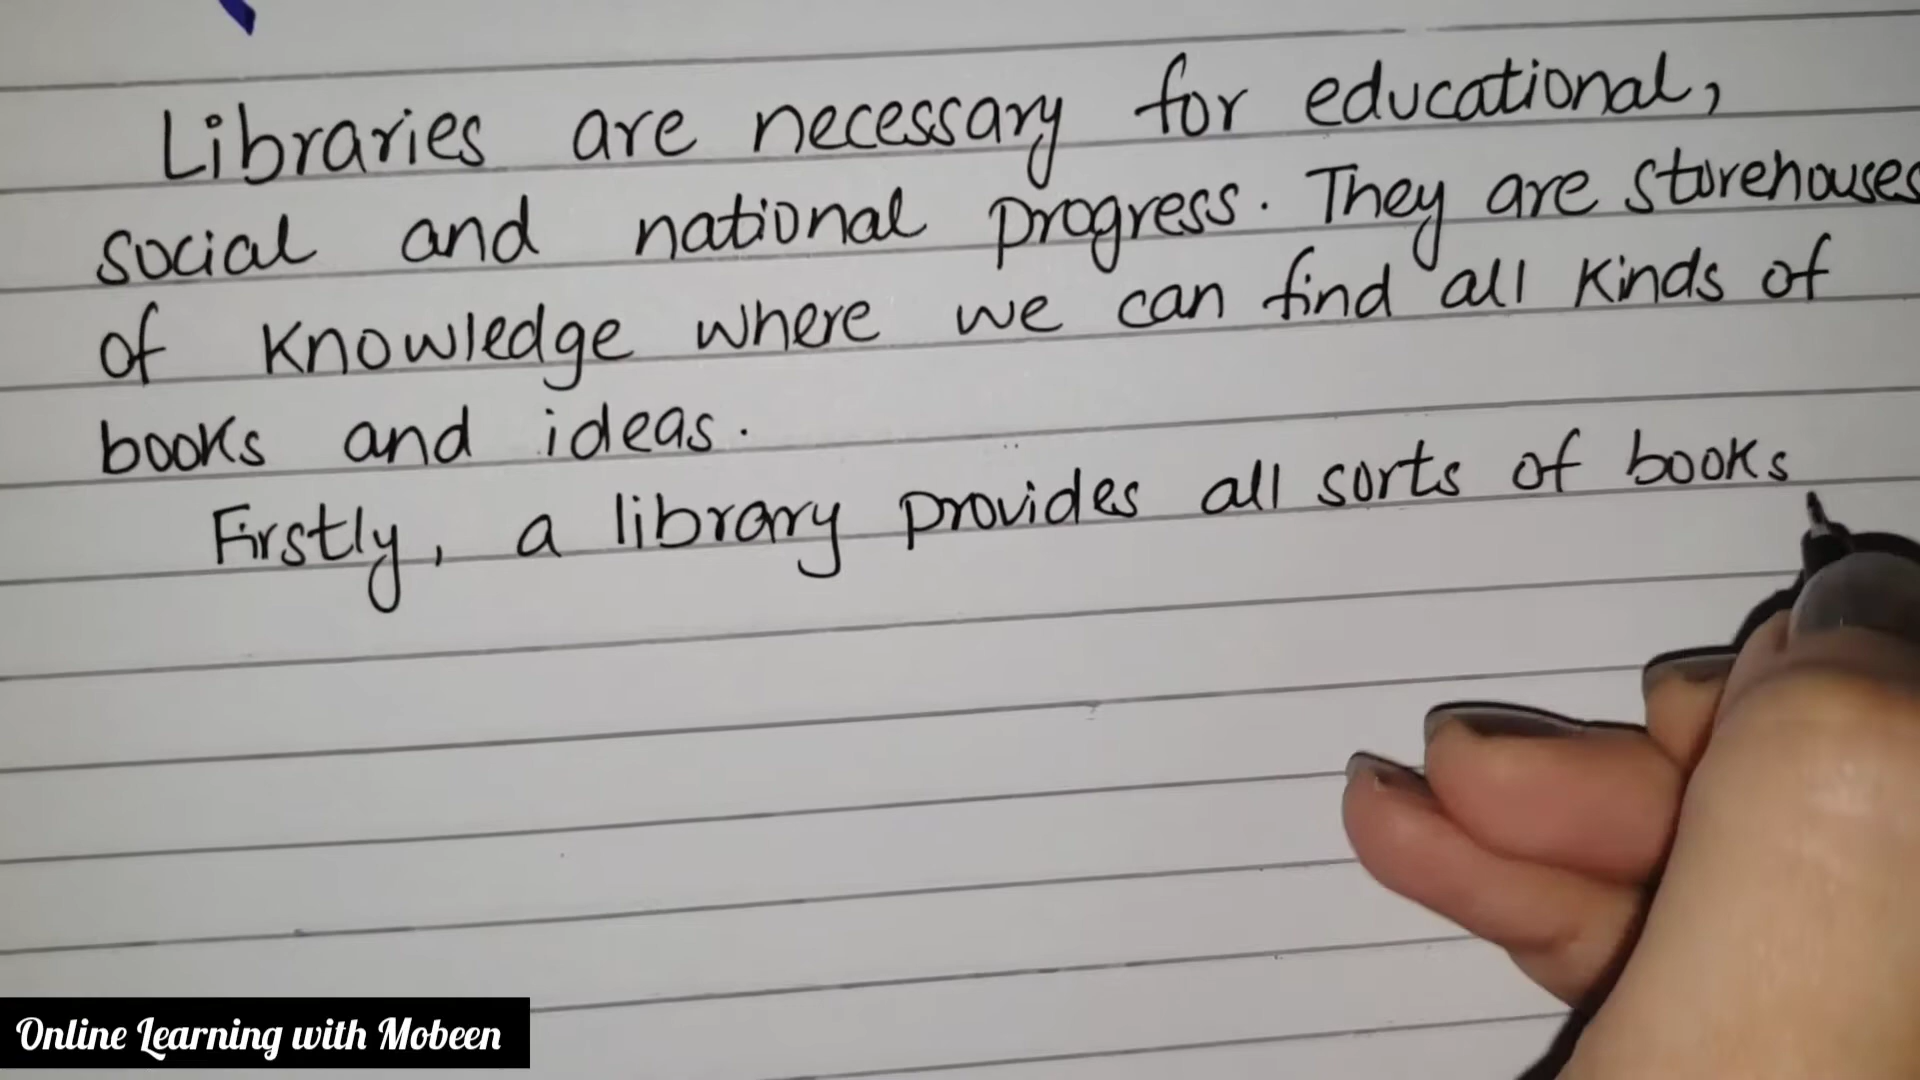 Libraries are necessary for educational,
social and national progress. They are storehouses
of knowledge where we can find all kinds of
books and ideas.
Firstly, a library provides all sorts of books
Online Learning with Mobeen